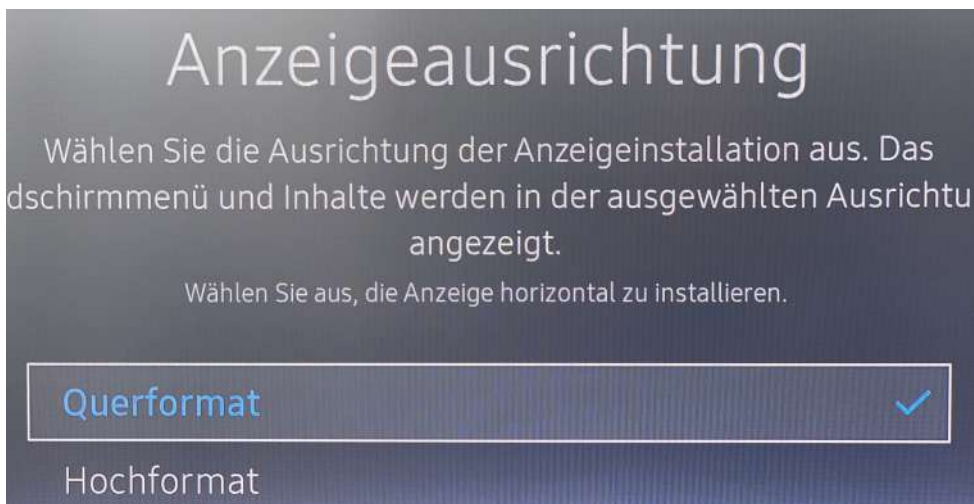 Anzeigeausrichtung
Wählen Sie die Ausrichtung der Anzeigeinstallation aus. Das
dschirmmenü und Inhalte werden in der ausgewählten Ausrichtu
angezeigt.
Wählen Sie aus, die Anzeige horizontal zu installieren.
Querformat
Hochformat